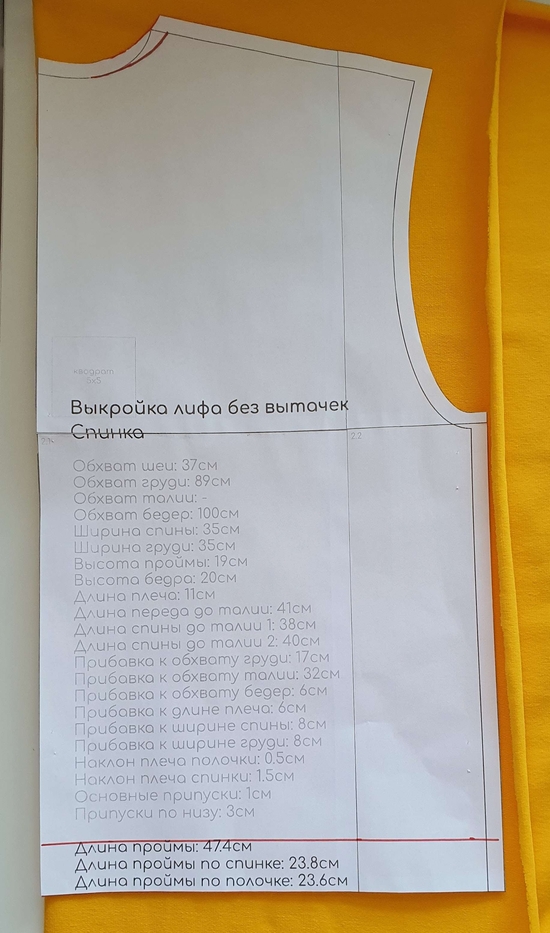 квадрат
5х5
Выкройка лифа без вытачек
Спинка
2,2
Обхват шеи: 37см
Обхват груди: 89см
Обхват талии: -
Обхват бедер: 100см
Ширина спины: 35см
Ширина груди: 35см
Высота проймы: 19см
Высота бедра: 20см
Длина плеча: 11см
Длина переда до талии: 41см
Длина спины до талии 1: 38см
Длина спины до талии 2: 40см
Прибавка к обхвату груди: 17см
Прибавка к обхвату талии: 32см
Прибавка к обхвату бедер: 6см
Прибавка к длине плеча: 6см
Прибавка к ширине спины: 8см
Прибавка к ширине груди: 8см
Наклон плеча полочки: 0.5см
Наклон плеча спинки: 1.5см
Основные припуски: 1см
Припуски по низу: 3см
Длина проймы: 47.4см
Длина проймы по спинке: 23.8см
Длина проймы по полочке: 23.6см